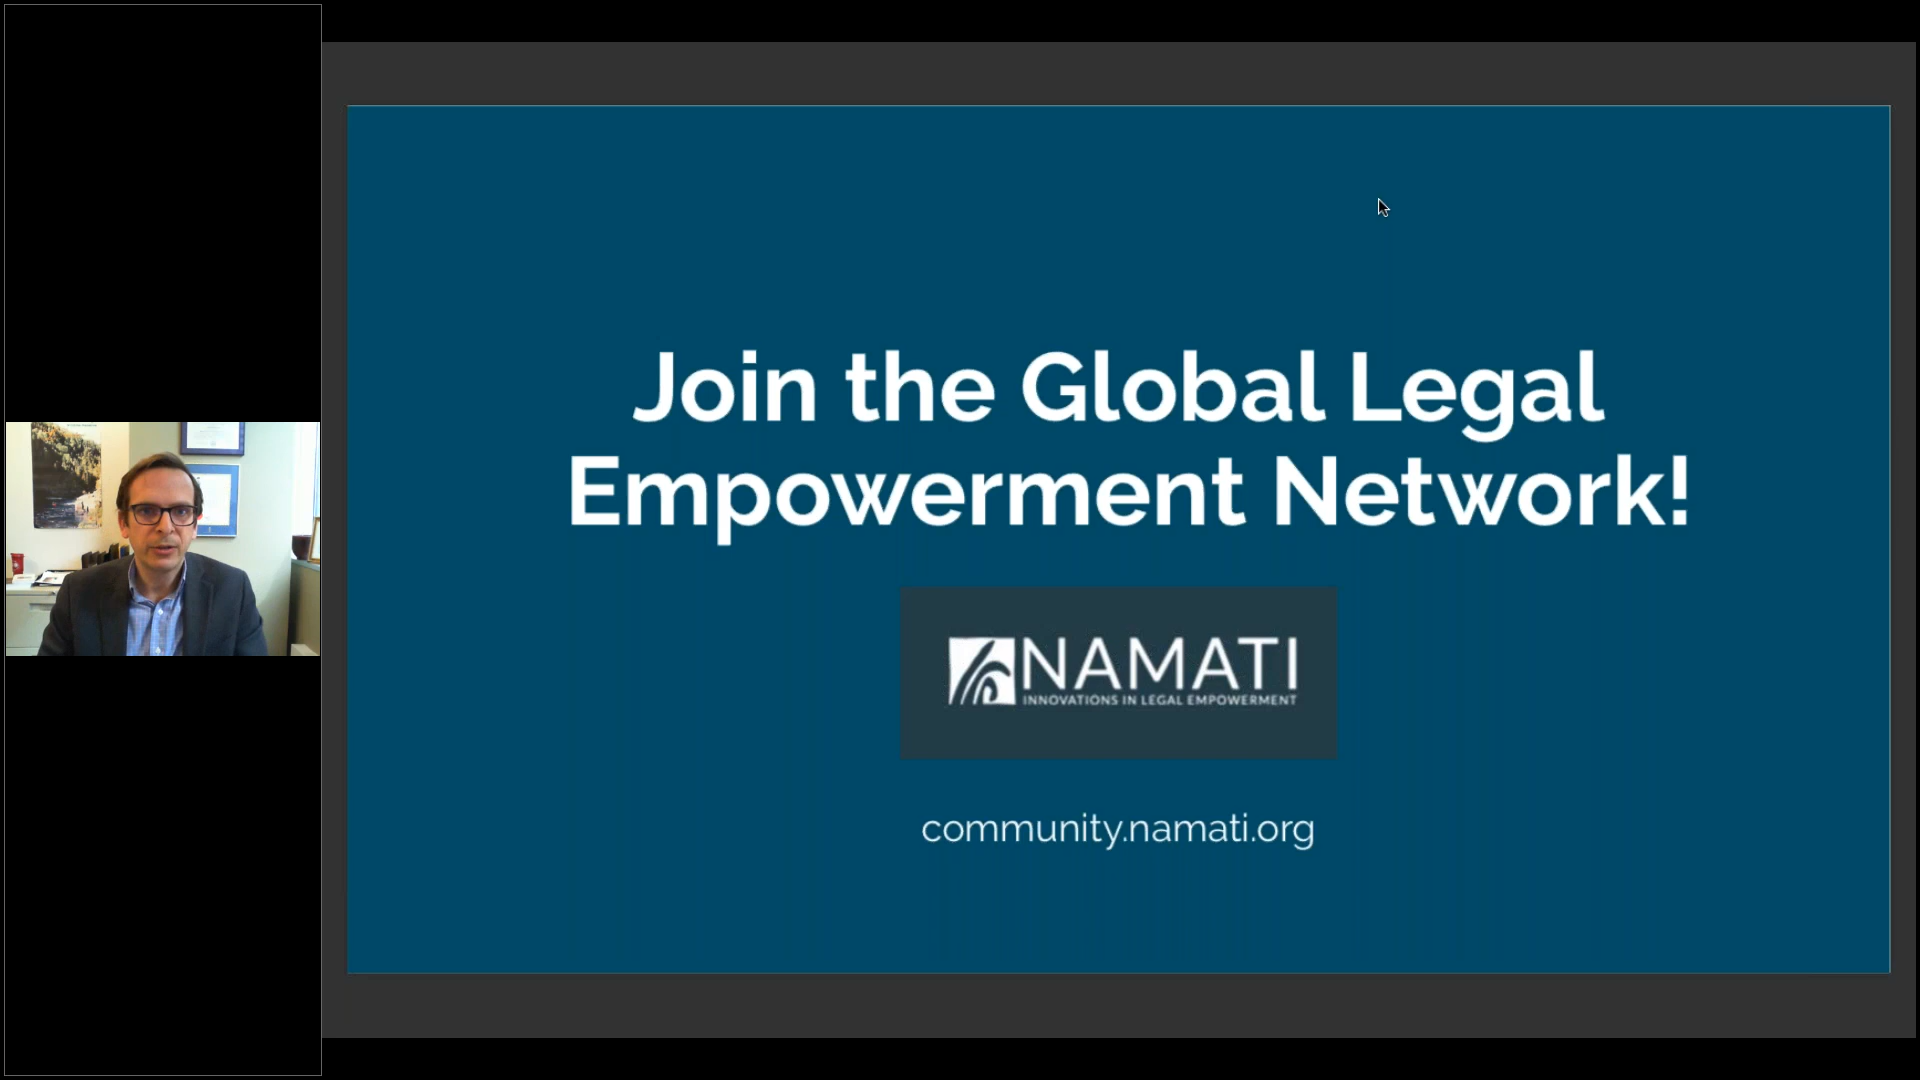 Join the Global Legal
Empowerment Network!
NAMATI
INNOVATIONS IN LEGAL EMPOWERMENT
community.namati.org